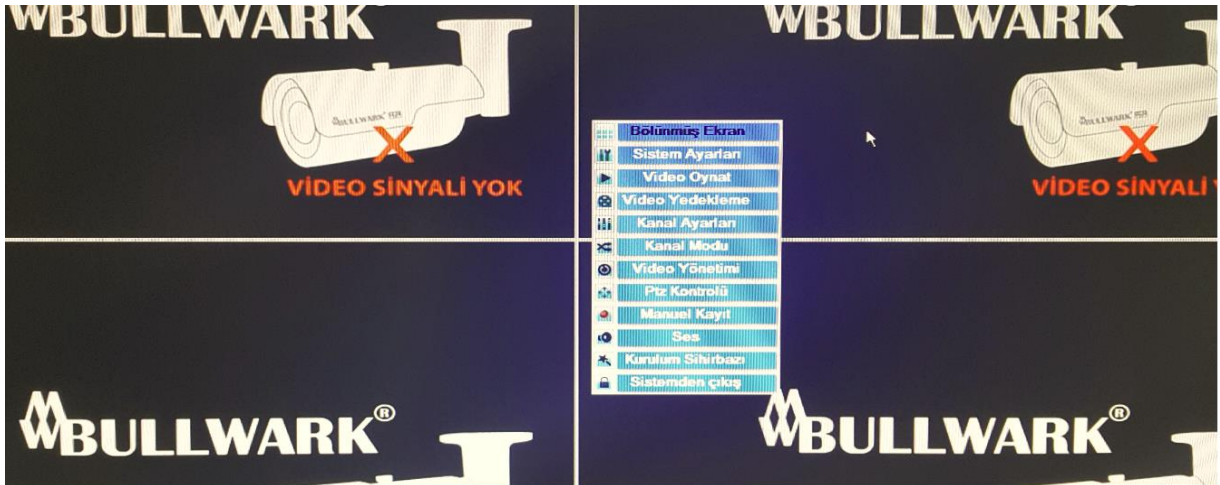 BULLWARK
BULLWARK
VİDEO SİNYALİ YOK
VİDEO SİNYALİ
Bölünmüş Ekran
Sistem Ayarları
Video Oynat
Video Yedekleme
Kanal Ayarları
Kanal Modu
Video Yönetimi
Ptz Kontrolü
Manuel Kayıt
Ses
Kurulum Sihirbazı
Sistemden çıkış
BULLWARK®
BULLWARK®